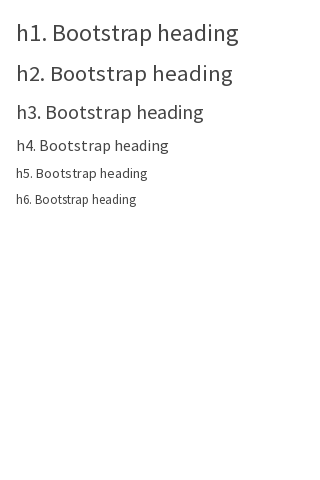 h1. Bootstrap heading
h2. Bootstrap heading
h3. Bootstrap heading
h4. Bootstrap heading
h5. Bootstrap heading
h6. Bootstrap heading